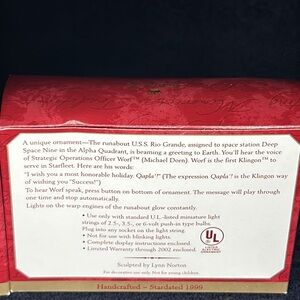 A unique ornament—The runabout U.S.S. Rio Grande, assigned to space station Deep
Space Nine in the Alpha Quadrant, is beaming a greeting to Earth. You'll hear the voice
of Strategic Operations Officer Worf™ (Michael Dorn). Worf is the first Klingon™ to
serve in Starfleet. Here are his words:
"I wish you a most honorable holiday. Qapla'!" (The expression Qapla' is the Klingon way
of wishing you "Success!")
To hear Worf speak, press button on bottom of ornament. The message will play through
one time and stop automatically.
Lights on the warp engines of the runabout glow constantly.
• Use only with standard U.L.-listed miniature light
strings of 2.5-, 3.5-, or 6-volt push-in type bulbs.
Plug into any socket on the light string.
• Not for use with blinking lights.
• Complete display instructions enclosed.
• Limited Warranty through 2002 enclosed.
UL
Sculpted by Lynn Norton
For decorative use only. Not for young children.
Handcrafted – Stardated 1999